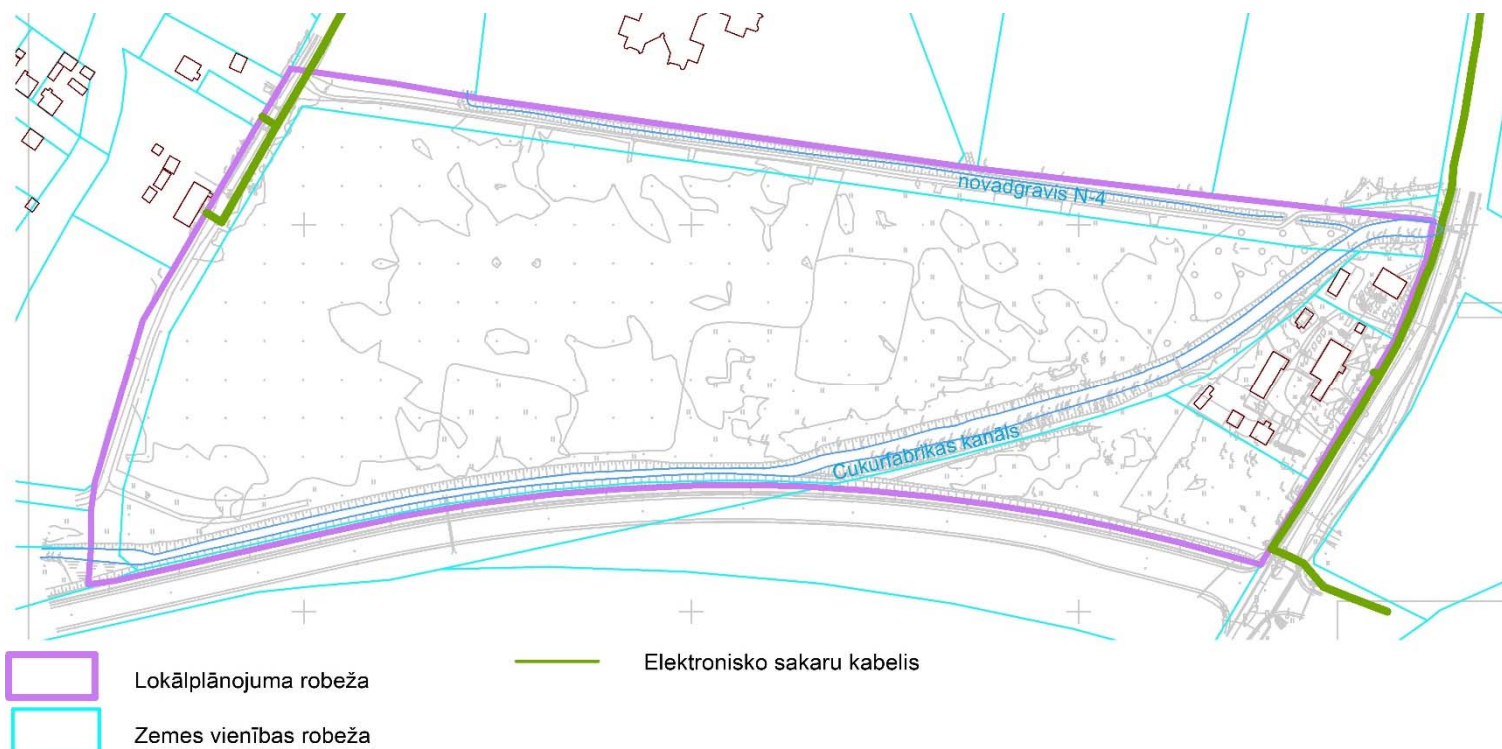 novadgrāvis N-4
Cukurfabrikas kanāls
Lokālplānojuma robeža
Elektronisko sakaru kabelis
Zemes vienības robeža